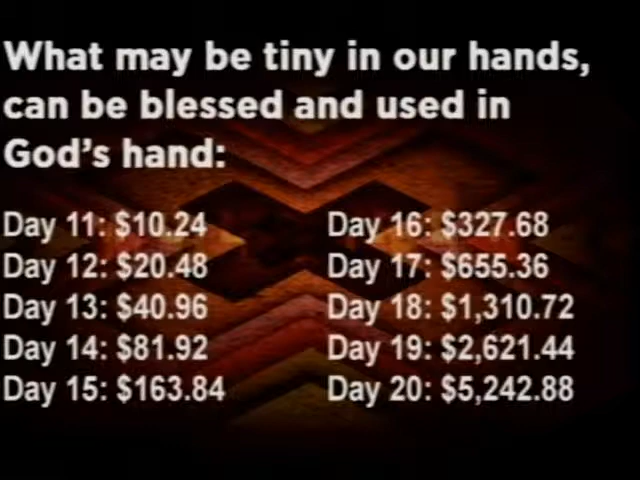 What may be tiny in our hands,
can be blessed and used in
God's hand:
Day 11: $10.24
Day 12: $20.48
Day 13: $40.96
Day 14: $81.92
Day 15: $163.84
Day 16: $327.68
Day 17: $655.36
Day 18: $1,310.72
Day 19: $2,621.44
Day 20: $5,242.88